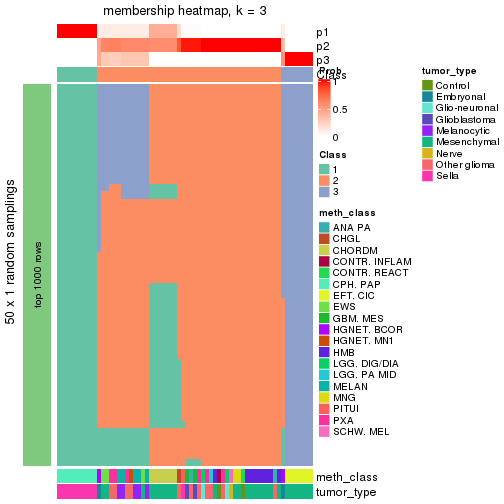 membership heatmap, k = 3
p1
p2
p3
Class
50 x 1 random samplings
top 1000 rows
meth_class
tumor_type
Prob
1
0.5
0
Class
1
2
3
meth_class
ANA PA
CHGL
CHORDM
CONTR. INFLAM
CONTR. REACT
CPH. PAP
EFT. CIC
EWS
GBM. MES
HGNET. BCOR
HGNET. MN1
HMB
LGG. DIG/DIA
LGG. PA MID
MELAN
MNG
PITUI
PXA
SCHW. MEL
tumor_type
Control
Embryonal
Glio-neuronal
Glioblastoma
Melanocytic
Mesenchymal
Nerve
Other glioma
Sella